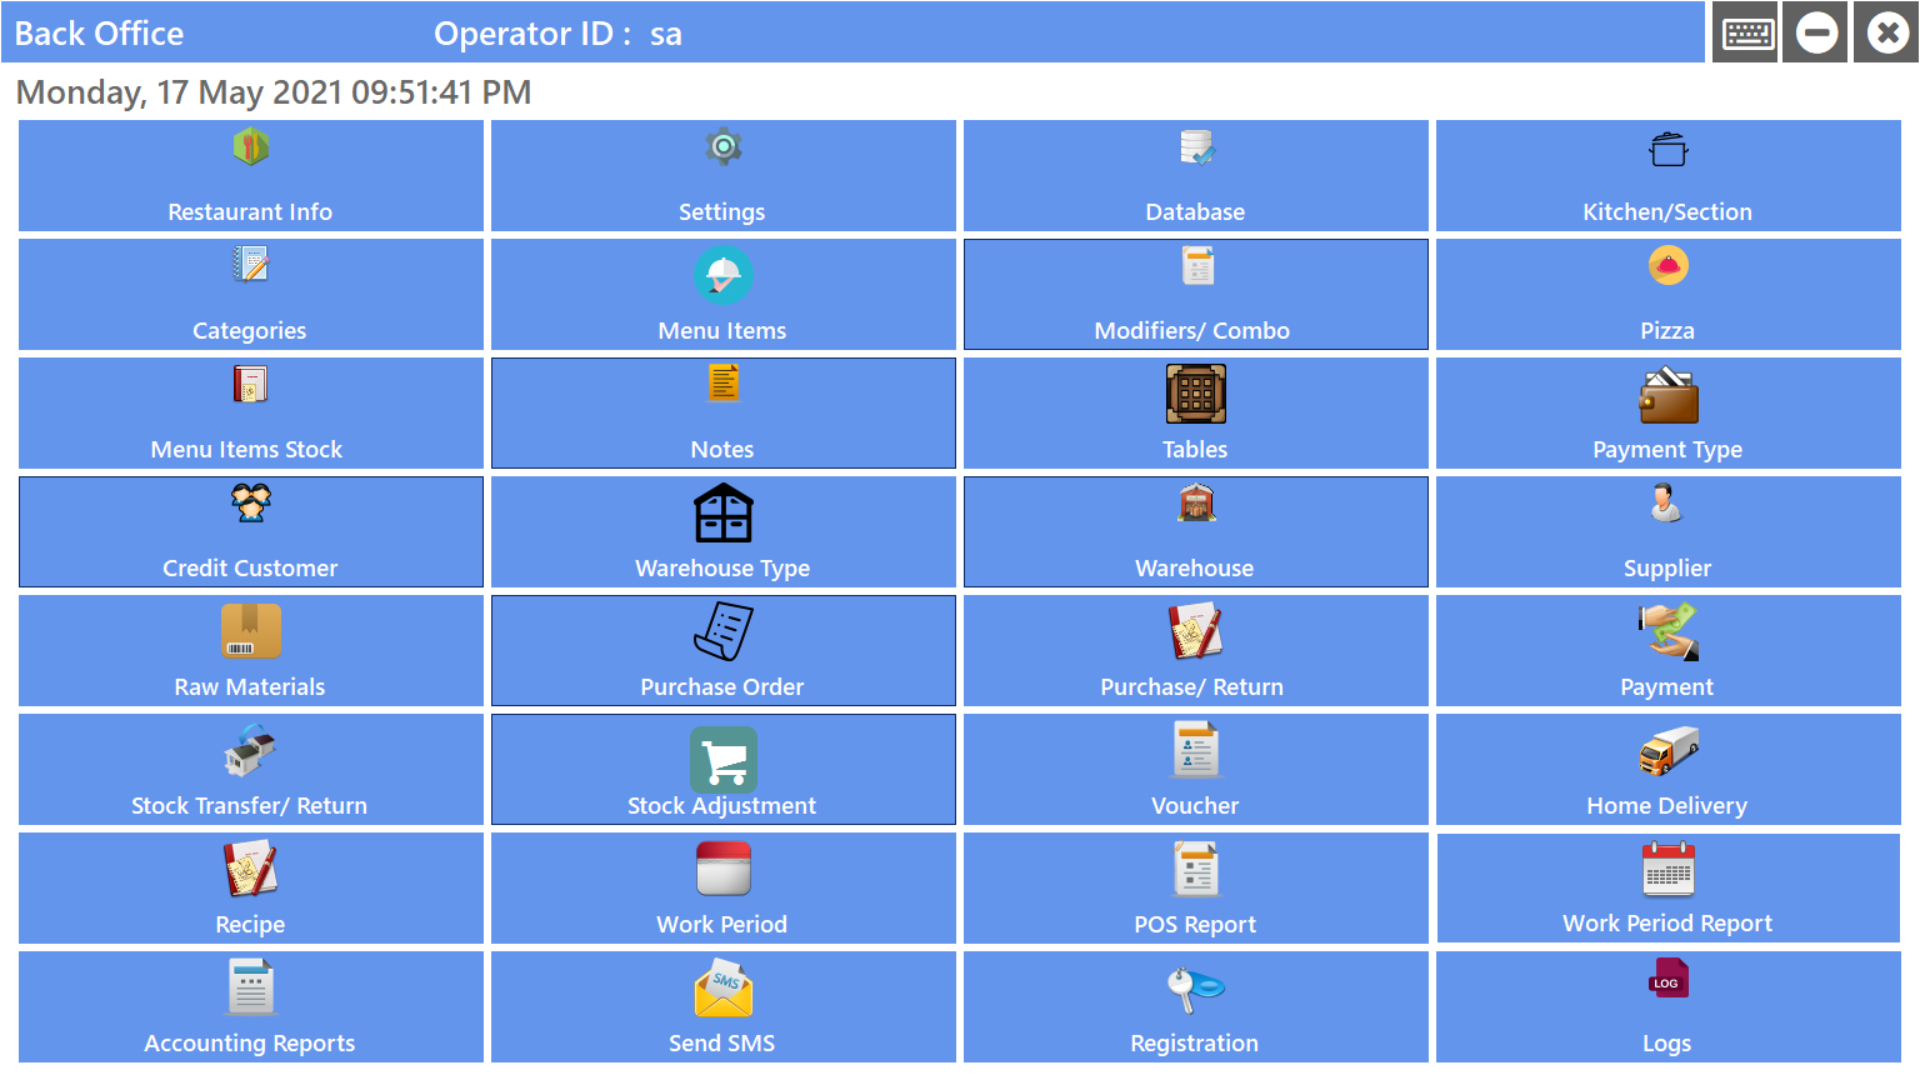 Back Office
Operator ID :  sa
Monday, 17 May 2021 09:51:41 PM
Restaurant Info
Settings
Database
Kitchen/Section
Categories
Menu Items
Modifiers/ Combo
Pizza
Menu Items Stock
Notes
Tables
Payment Type
Credit Customer
Warehouse Type
Warehouse
Supplier
Raw Materials
Purchase Order
Purchase/ Return
Payment
Stock Transfer/ Return
Stock Adjustment
Voucher
Home Delivery
Recipe
Work Period
POS Report
Work Period Report
Accounting Reports
SMS
Send SMS
Registration
LOG
Logs